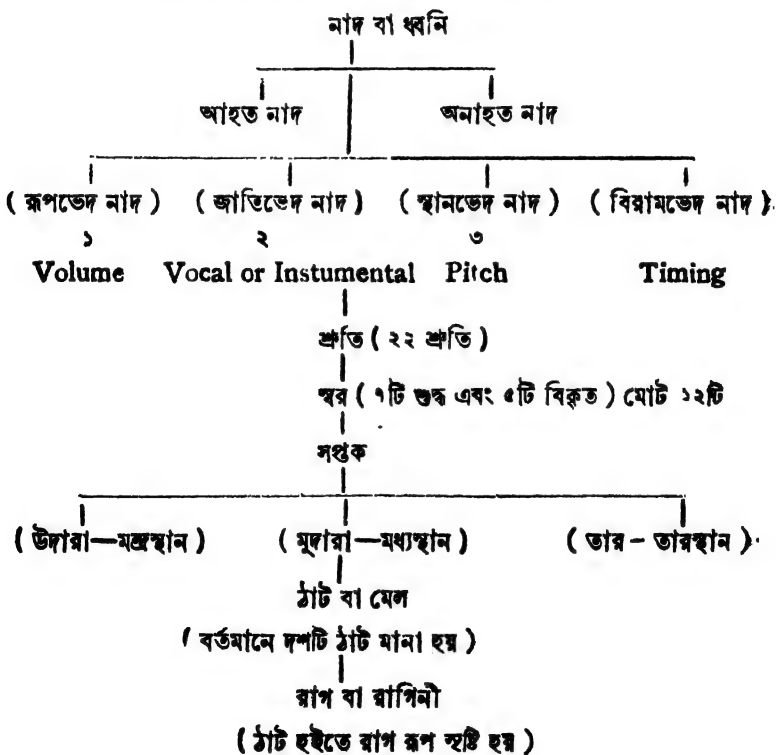 নাদ বা ধ্বনি
আহত নাদ অনাহত নাদ
( রূপভেদ নাদ ) ( জাতিভেদ নাদ ) ( স্থানভেদ নাদ ) ( বিরামভেদ নাদ )
১ ২ ৩
Volume Vocal or Instumental Pitch Timing
শ্রুতি ( ২২ শ্রুতি )
স্বর ( ৭টি শুদ্ধ এবং ৫টি বিকৃত ) মোট ১২টি
সপ্তক
( উদারা—মন্দ্রস্থান ) ( মুদারা—মধ্যস্থান ) ( তার – তারস্থান )
ঠাট বা মেল
( বর্তমানে দশটি ঠাট মানা হয় )
রাগ বা রাগিনী
( ঠাট হইতে রাগ রূপ সৃষ্টি হয় )